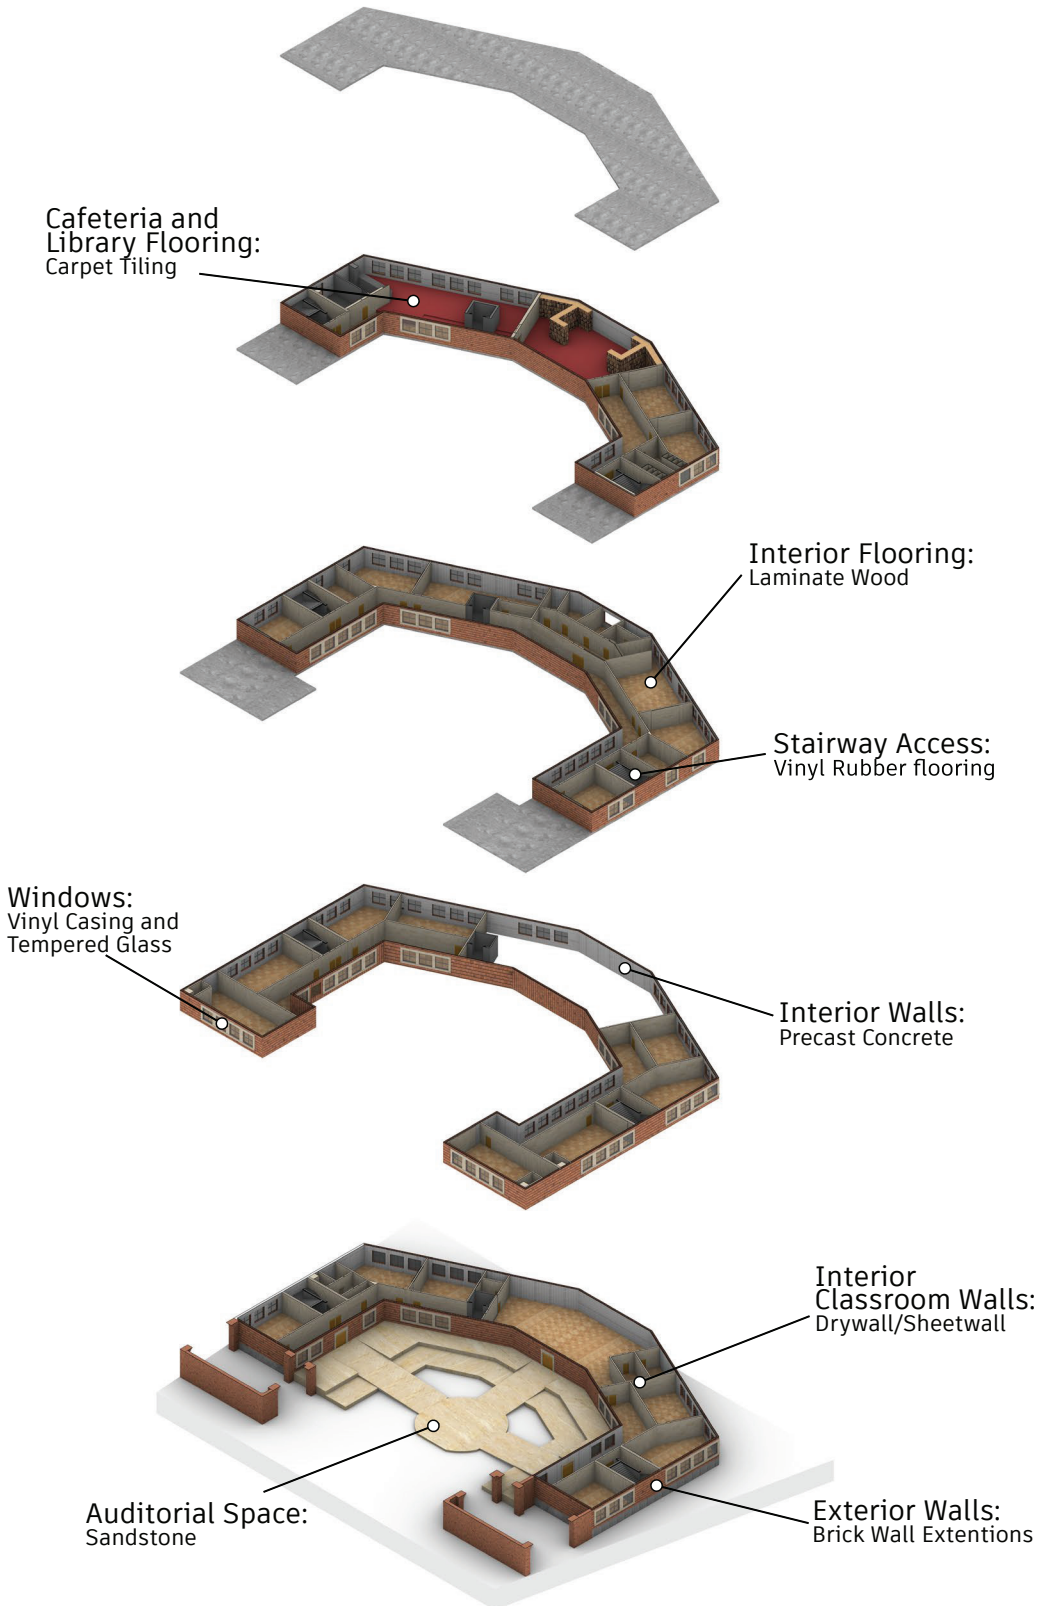 Cafeteria and
Library Flooring:
Carpet Tiling
Interior Flooring:
Laminate Wood
Stairway Access:
Vinyl Rubber flooring
Windows:
Vinyl Casing and
Tempered Glass
Interior Walls:
Precast Concrete
Interior
Classroom Walls:
Drywall/Sheetwall
Auditorial Space:
Sandstone
Exterior Walls:
Brick Wall Extentions